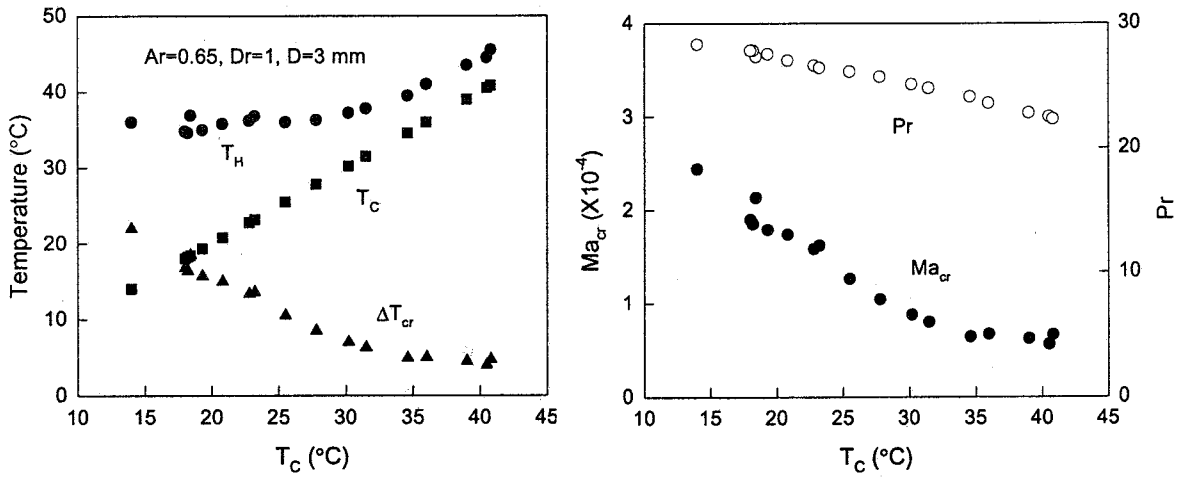 50
40
30
20
10
0
Temperature (°C)
Ar=0.65, Dr=1, D=3 mm
T_H
T_C
ΔT_cr
10 15 20 25 30 35 40 45
T_C (°C)
4
3
2
1
0
Ma_cr (X10^-4)
Pr
Ma_cr
30
20
10
0
Pr
10 15 20 25 30 35 40 45
T_C (°C)